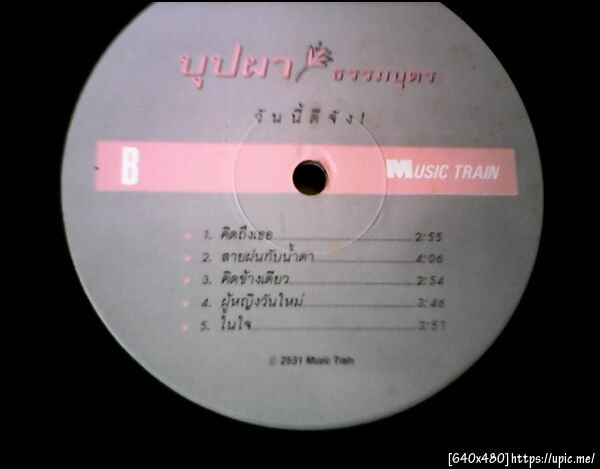 บุปผา ธรรมบุตร
วันนี้ดีจัง!
B MUSIC TRAIN
1. คิดถึงเธอ 2:55
2. สายฝนกับน้ำตา 4:06
3. คิดข้างเดียว 2:54
4. ผู้หญิงวันใหม่ 3:46
5. ในใจ 3:51
© 2531 Music Train
[640x480]https://upic.me/